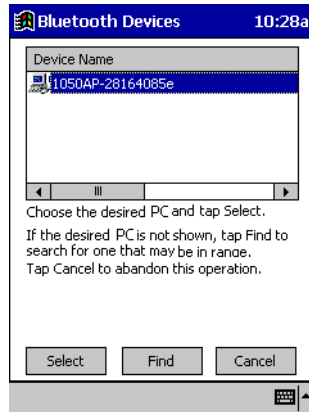 Bluetooth Devices 10:28a
Device Name
1050AP-28164085e
Choose the desired PC and tap Select.
If the desired PC is not shown, tap Find to
search for one that may be in range.
Tap Cancel to abandon this operation.
Select Find Cancel